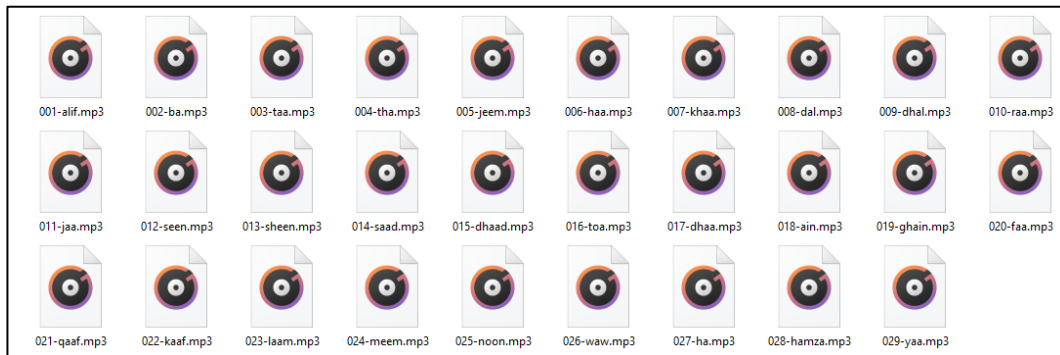 001-alif.mp3 002-ba.mp3 003-taa.mp3 004-tha.mp3 005-jeem.mp3 006-haa.mp3 007-khaa.mp3 008-dal.mp3 009-dhal.mp3 010-raa.mp3
011-jaa.mp3 012-seen.mp3 013-sheen.mp3 014-saad.mp3 015-dhaad.mp3 016-toa.mp3 017-dhaa.mp3 018-ain.mp3 019-ghain.mp3 020-faa.mp3
021-qaaf.mp3 022-kaaf.mp3 023-laam.mp3 024-meem.mp3 025-noon.mp3 026-waw.mp3 027-ha.mp3 028-hamza.mp3 029-yaa.mp3